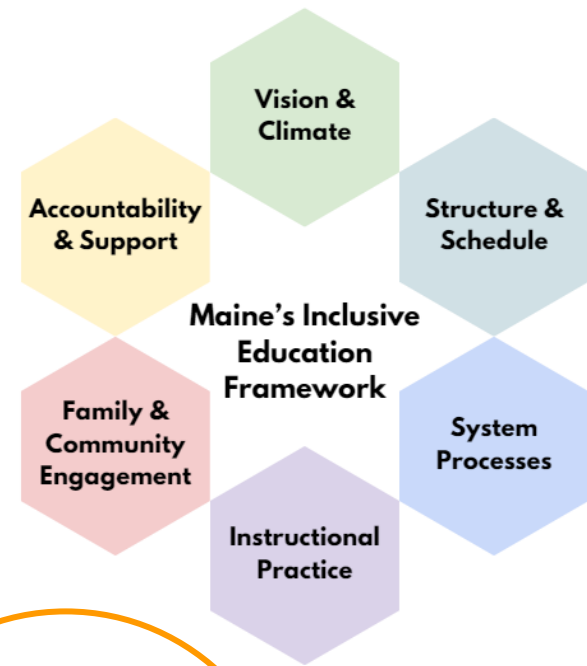 Vision &
Climate
Accountability
& Support
Structure &
Schedule
Maine's Inclusive
Education
Framework
Family &
Community
Engagement
System
Processes
Instructional
Practice